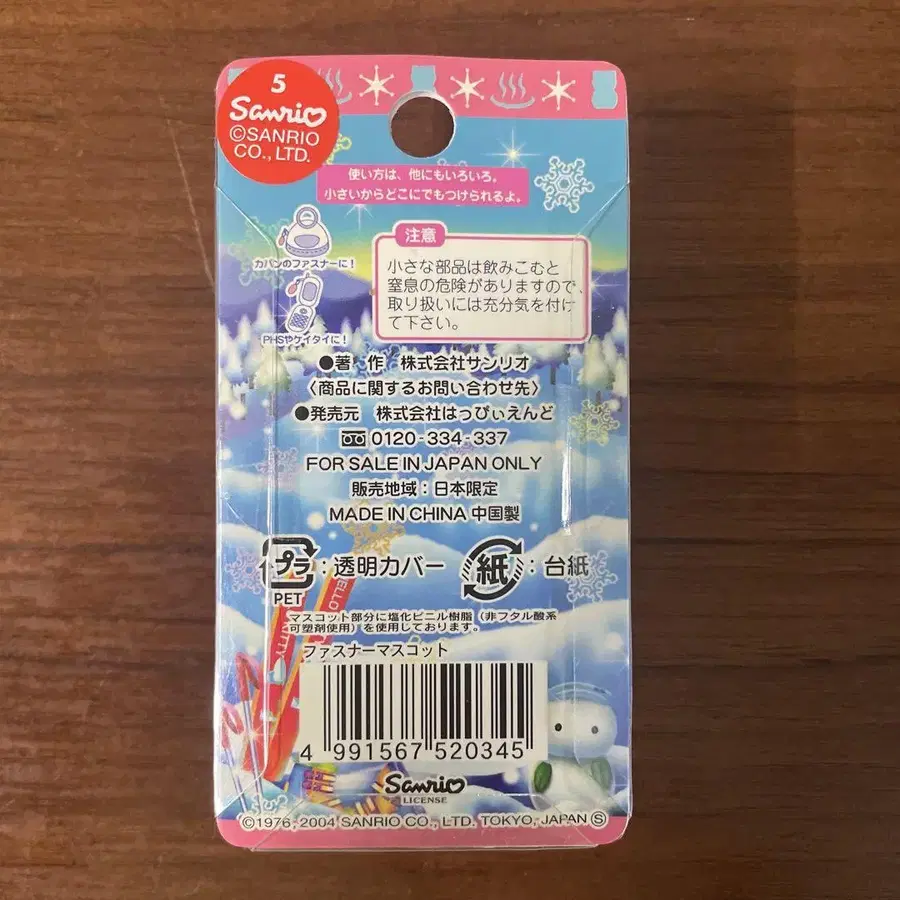 5
Sanrio
©SANRIO
CO., LTD.
使い方は、他にもいろいろ。
小さいからどこにでもつけられるよ。
カバンのファスナーに!
PHSやケイタイに!
注意
小さな部品は飲みこむと
窒息の危険がありますので、
取り扱いには充分気を付け
て下さい。
●著 作 株式会社サンリオ
〈商品に関するお問い合わせ先〉
●発売元 株式会社はっぴぃえんど
0120-334-337
FOR SALE IN JAPAN ONLY
販売地域:日本限定
MADE IN CHINA 中国製
プラ:透明カバー 紙:台紙
PET
マスコット部分に塩化ビニル樹脂(非フタル酸系
可塑剤使用)を使用しております。
ファスナーマスコット
HELLO KITTY
4 991567 520345
Sanrio
LICENSE
©1976, 2004 SANRIO CO., LTD. TOKYO, JAPAN Ⓢ